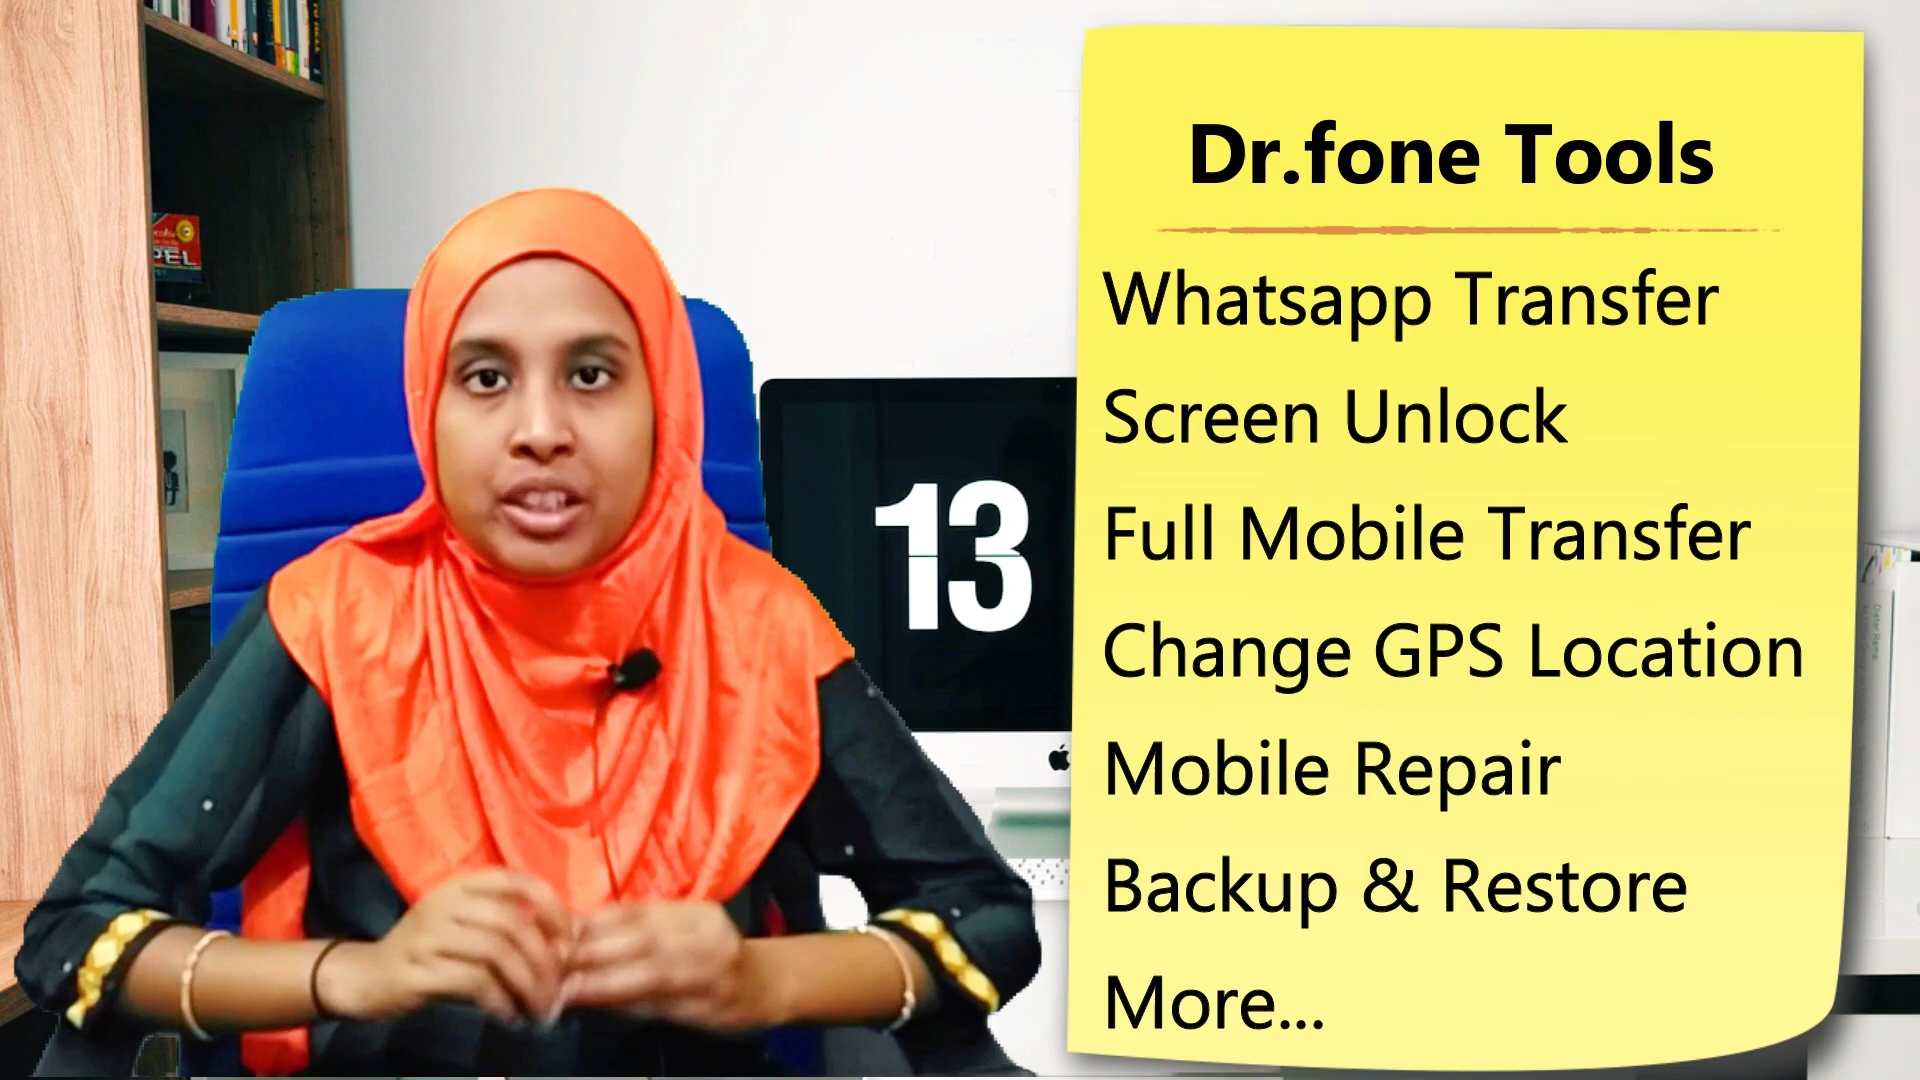 Dr.fone Tools
Whatsapp Transfer
Screen Unlock
Full Mobile Transfer
Change GPS Location
Mobile Repair
Backup & Restore
More...
13
PEL